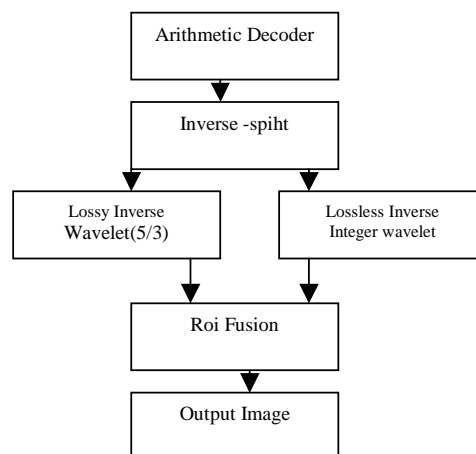 Arithmetic Decoder
Inverse -spiht
Lossy Inverse
Wavelet(5/3)
Lossless Inverse
Integer wavelet
Roi Fusion
Output Image